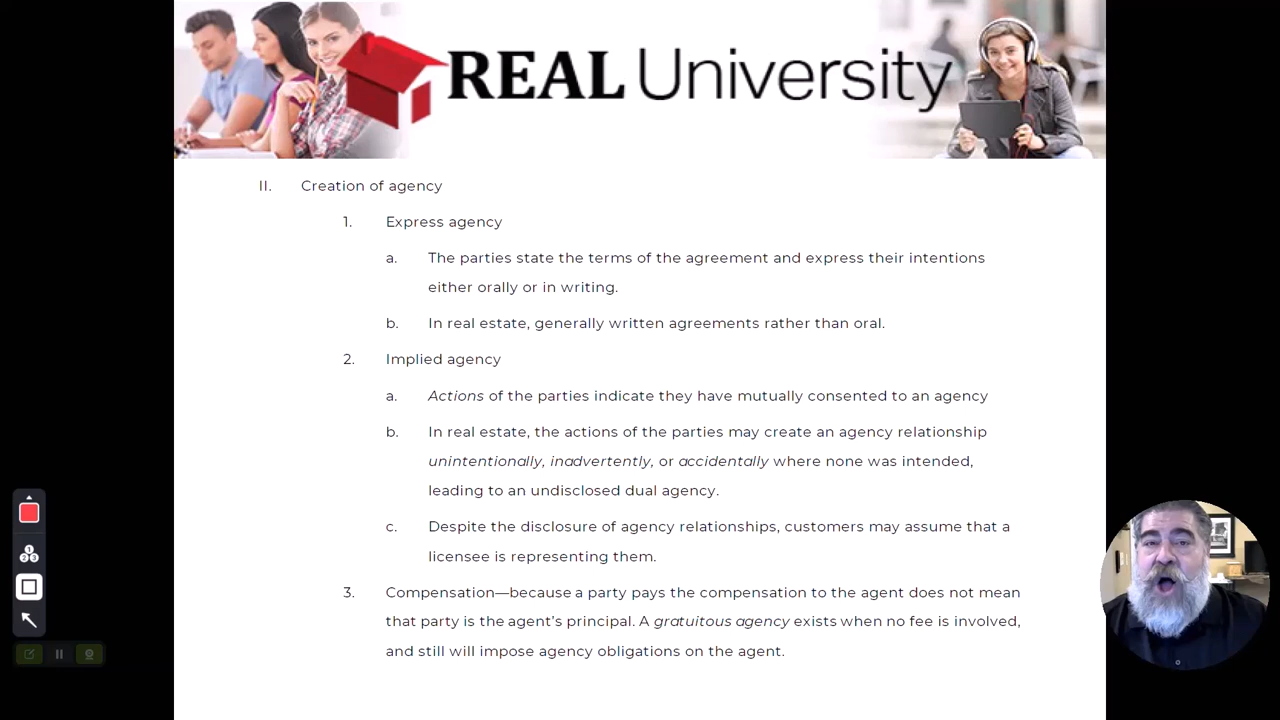 REAL University
II. Creation of agency
1. Express agency
a. The parties state the terms of the agreement and express their intentions
either orally or in writing.
b. In real estate, generally written agreements rather than oral.
2. Implied agency
a. Actions of the parties indicate they have mutually consented to an agency
b. In real estate, the actions of the parties may create an agency relationship
unintentionally, inadvertently, or accidentally where none was intended,
leading to an undisclosed dual agency.
c. Despite the disclosure of agency relationships, customers may assume that a
licensee is representing them.
3. Compensation—because a party pays the compensation to the agent does not mean
that party is the agent's principal. A gratuitous agency exists when no fee is involved,
and still will impose agency obligations on the agent.